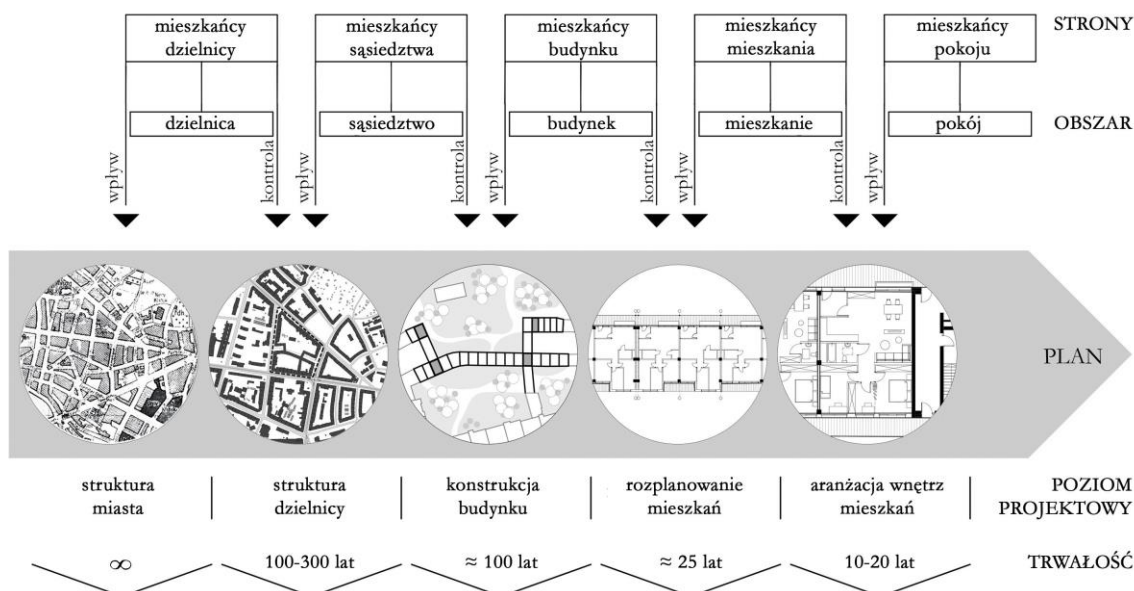 mieszkańcy
dzielnicy
mieszkańcy
sąsiedztwa
mieszkańcy
budynku
mieszkańcy
mieszkania
mieszkańcy
pokoju
STRONY
dzielnica
sąsiedztwo
budynek
mieszkanie
pokój
OBSZAR
wpływ
kontrola
wpływ
kontrola
wpływ
kontrola
wpływ
kontrola
wpływ
PLAN
struktura
miasta
struktura
dzielnicy
konstrukcja
budynku
rozplanowanie
mieszkań
aranżacja wnętrz
mieszkań
POZIOM
PROJEKTOWY
∞
100-300 lat
≈ 100 lat
≈ 25 lat
10-20 lat
TRWAŁOŚĆ